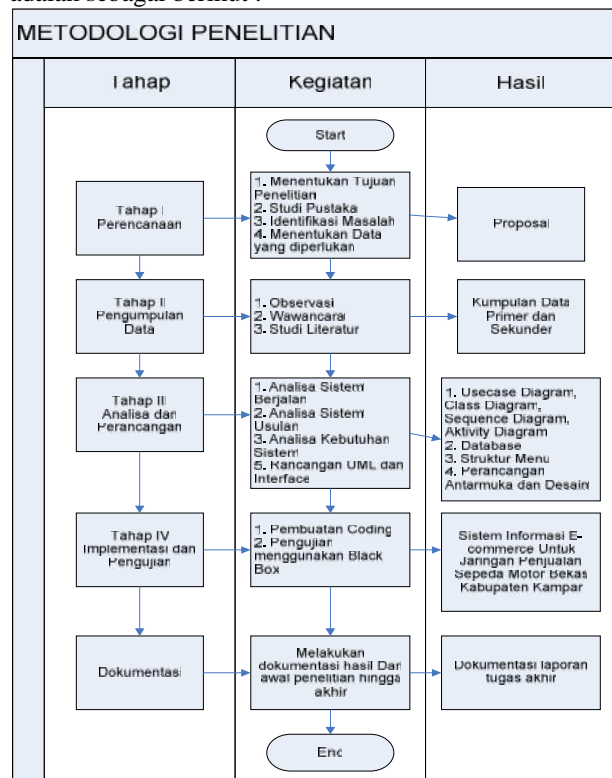 adalah sebagai berikut :
METODOLOGI PENELITIAN
Tahap
Kegiatan
Hasil
Start
Tahap I
Perencanaan
1. Menentukan Tujuan
Penelitian
2. Studi Pustaka
3. Identifikasi Masalah
4. Menentukan Data
yang diperlukan
Proposal
Tahap II
Pengumpulan
Data
1. Observasi
2. Wawancara
3. Studi Literatur
Kumpulan Data
Primer dan
Sekunder
Tahap III
Analisa dan
Perancangan
1. Analisa Sistem
Berjalan
2. Analisa Sistem
Usulan
3. Analisa Kebutuhan
Sistem
5. Rancangan UML dan
Interface
1. Usecase Diagram,
Class Diagram,
Sequence Diagram,
Aktivity Diagram
2. Database
3. Struktur Menu
4. Perancangan
Antarmuka dan Desain
Tahap IV
Implementasi dan
Pengujian
1. Pembuatan Coding
2. Pengujian
menggunakan Black
Box
Sistem Informasi E-
commerce Untuk
Jaringan Penjualan
Sepeda Motor Bekas
Kabupaten Kampar
Dokumentasi
Melakukan
dokumentasi hasil Dari
awal penelitian hingga
akhir
Dokumentasi laporan
tugas akhir
End